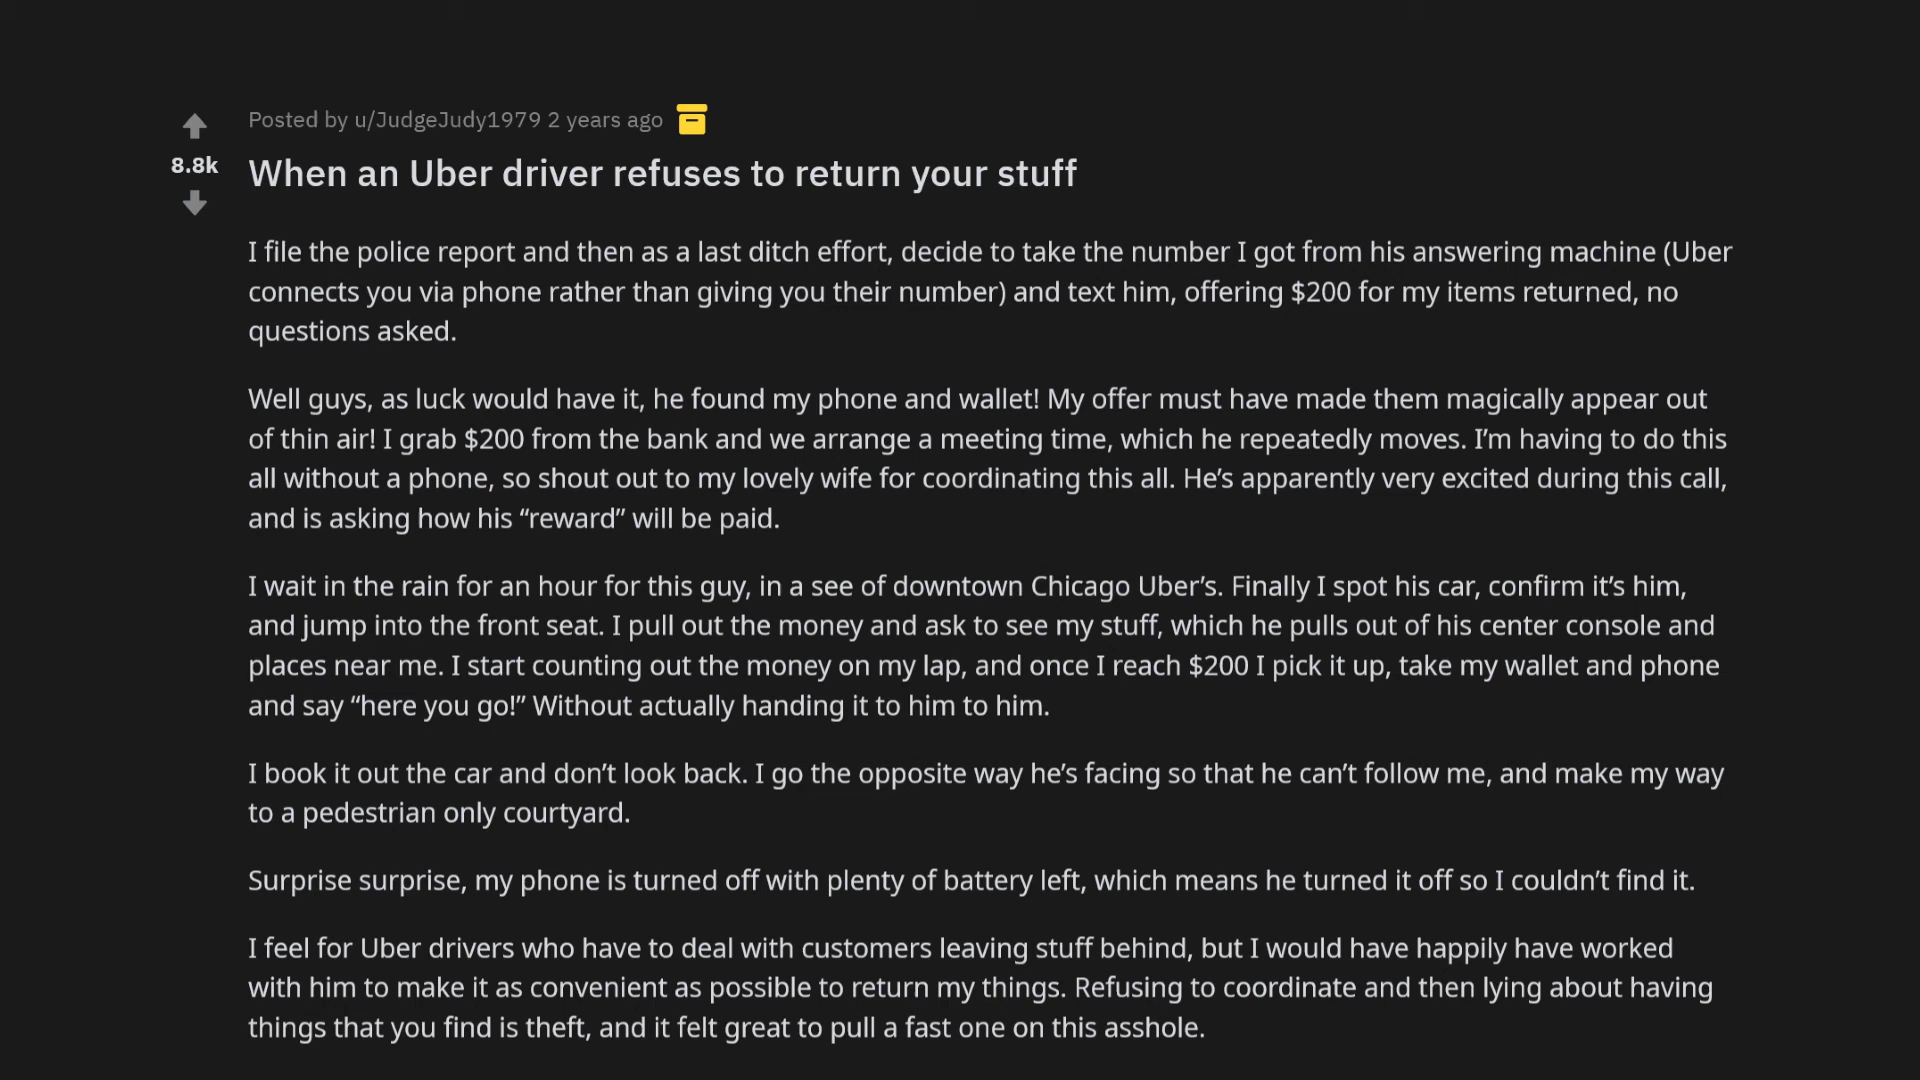 Posted by u/JudgeJudy1979 2 years ago
8.8k
When an Uber driver refuses to return your stuff
I file the police report and then as a last ditch effort, decide to take the number I got from his answering machine (Uber
connects you via phone rather than giving you their number) and text him, offering $200 for my items returned, no
questions asked.
Well guys, as luck would have it, he found my phone and wallet! My offer must have made them magically appear out
of thin air! I grab $200 from the bank and we arrange a meeting time, which he repeatedly moves. I’m having to do this
all without a phone, so shout out to my lovely wife for coordinating this all. He’s apparently very excited during this call,
and is asking how his “reward” will be paid.
I wait in the rain for an hour for this guy, in a see of downtown Chicago Uber’s. Finally I spot his car, confirm it’s him,
and jump into the front seat. I pull out the money and ask to see my stuff, which he pulls out of his center console and
places near me. I start counting out the money on my lap, and once I reach $200 I pick it up, take my wallet and phone
and say “here you go!” Without actually handing it to him to him.
I book it out the car and don’t look back. I go the opposite way he’s facing so that he can’t follow me, and make my way
to a pedestrian only courtyard.
Surprise surprise, my phone is turned off with plenty of battery left, which means he turned it off so I couldn’t find it.
I feel for Uber drivers who have to deal with customers leaving stuff behind, but I would have happily have worked
with him to make it as convenient as possible to return my things. Refusing to coordinate and then lying about having
things that you find is theft, and it felt great to pull a fast one on this asshole.